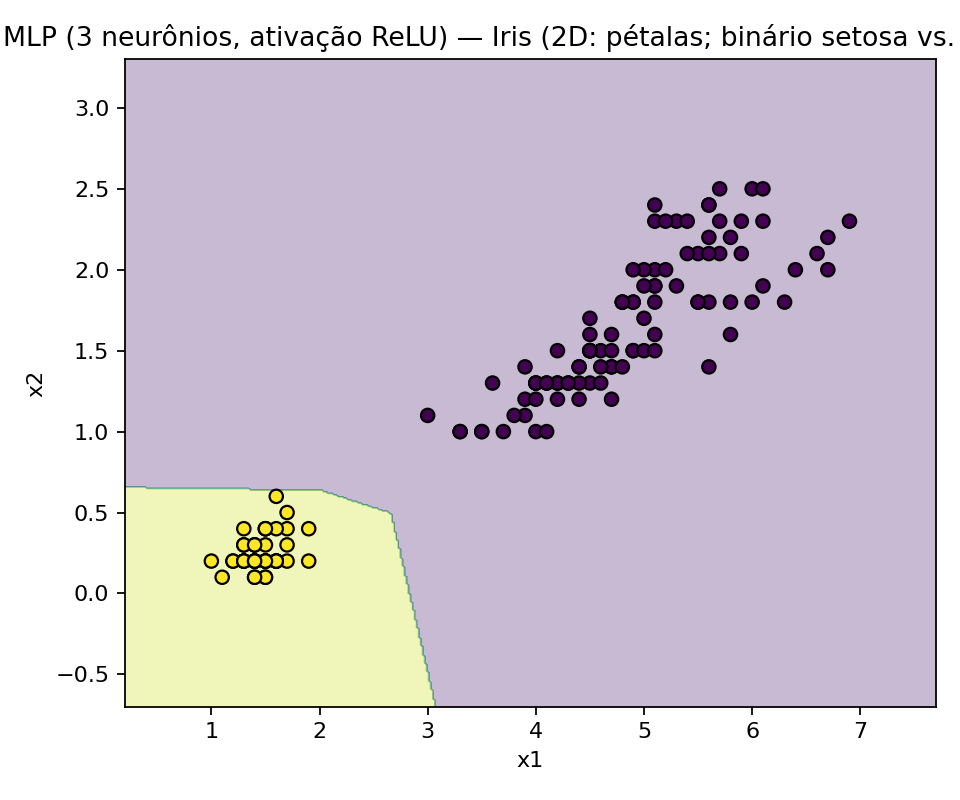 MLP (3 neurônios, ativação ReLU) — Iris (2D: pétalas; binário setosa vs.
3.0
2.5
2.0
1.5
1.0
0.5
0.0
−0.5
x2
1 2 3 4 5 6 7
x1